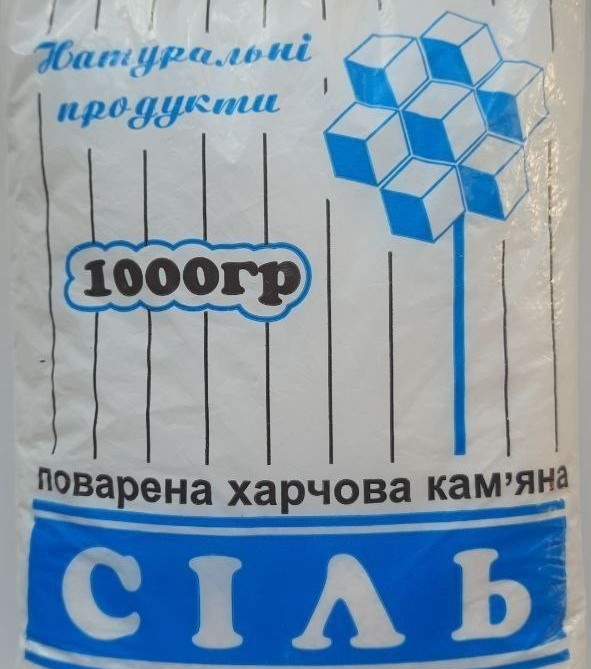 Натуральні
продукти
1000гр
поварена харчова кам’яна
СІЛЬ